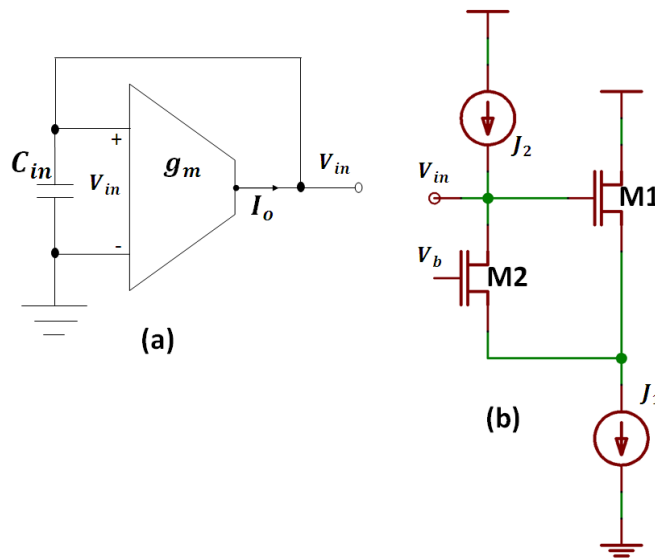 +
C_in
V_in
g_m
V_in
I_o
-
(a)
J_2
V_in
M1
V_b
M2
(b)